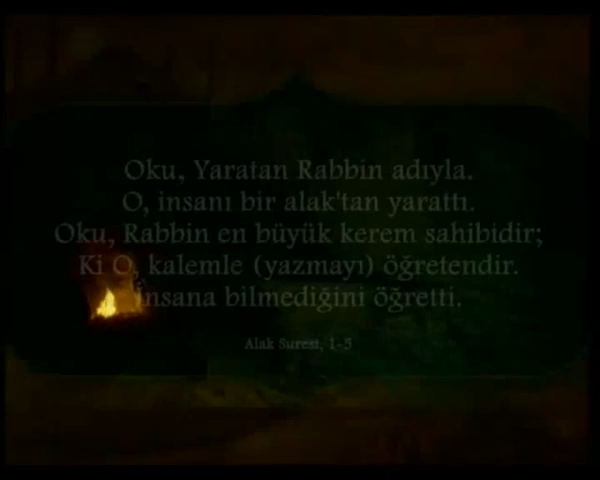 Oku, Yaratan Rabbin adıyla.
O, insanı bir alak'tan yarattı.
Oku, Rabbin en büyük kerem sahibidir;
Ki O, kalemle (yazmayı) öğretendir.
İnsana bilmediğini öğretti.
Alak Suresi, 1-5